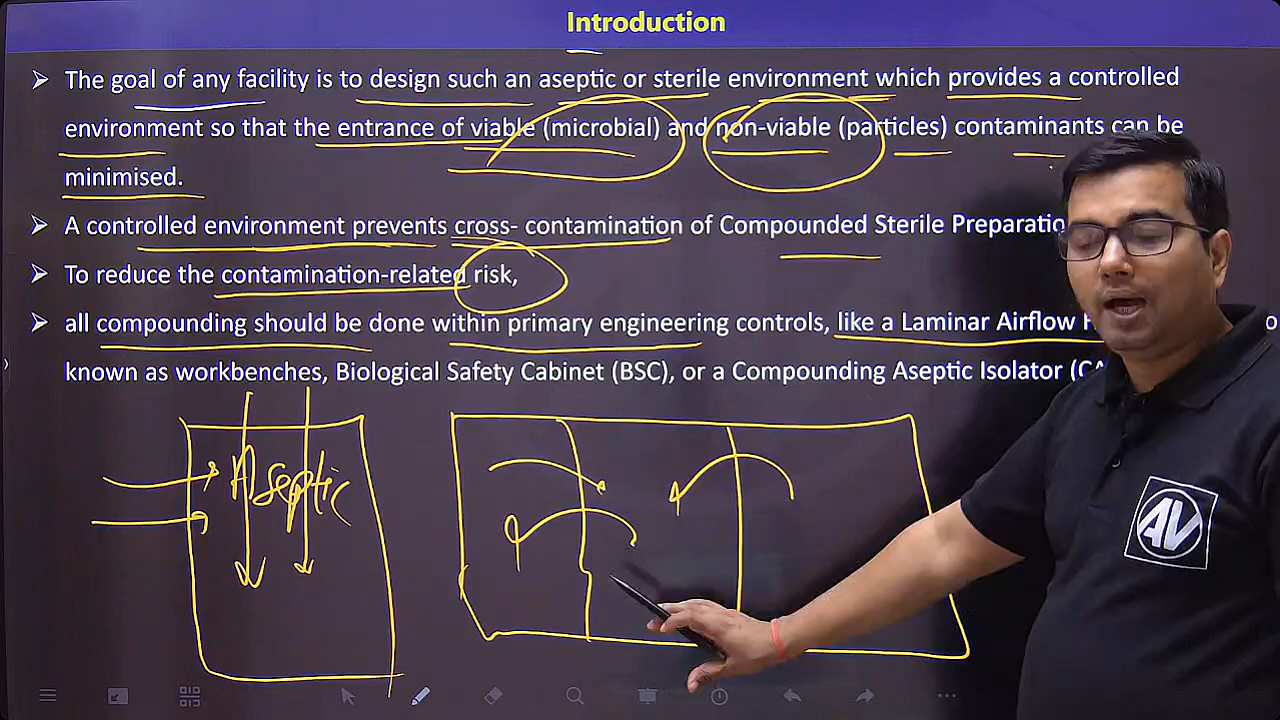 Introduction
➤ The goal of any facility is to design such an aseptic or sterile environment which provides a controlled
environment so that the entrance of viable (microbial) and non-viable (particles) contaminants can be
minimised.
➤ A controlled environment prevents cross- contamination of Compounded Sterile
➤ To reduce the contamination-related risk,
➤ all compounding should be done within primary engineering controls, like a Laminar Airflow
known as workbenches, Biological Safety Cabinet (BSC), or a Compounding Aseptic Isolator
Aseptic
AV